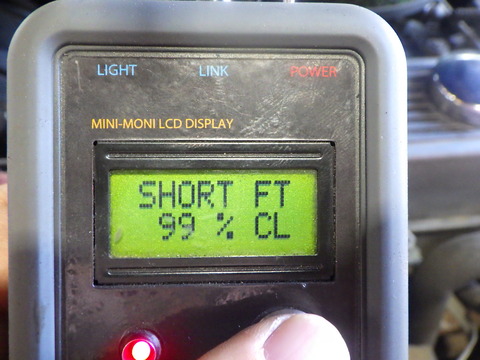 LIGHT LINK POWER
MINI-MONI LCD DISPLAY
SHORT FT
99 % CL